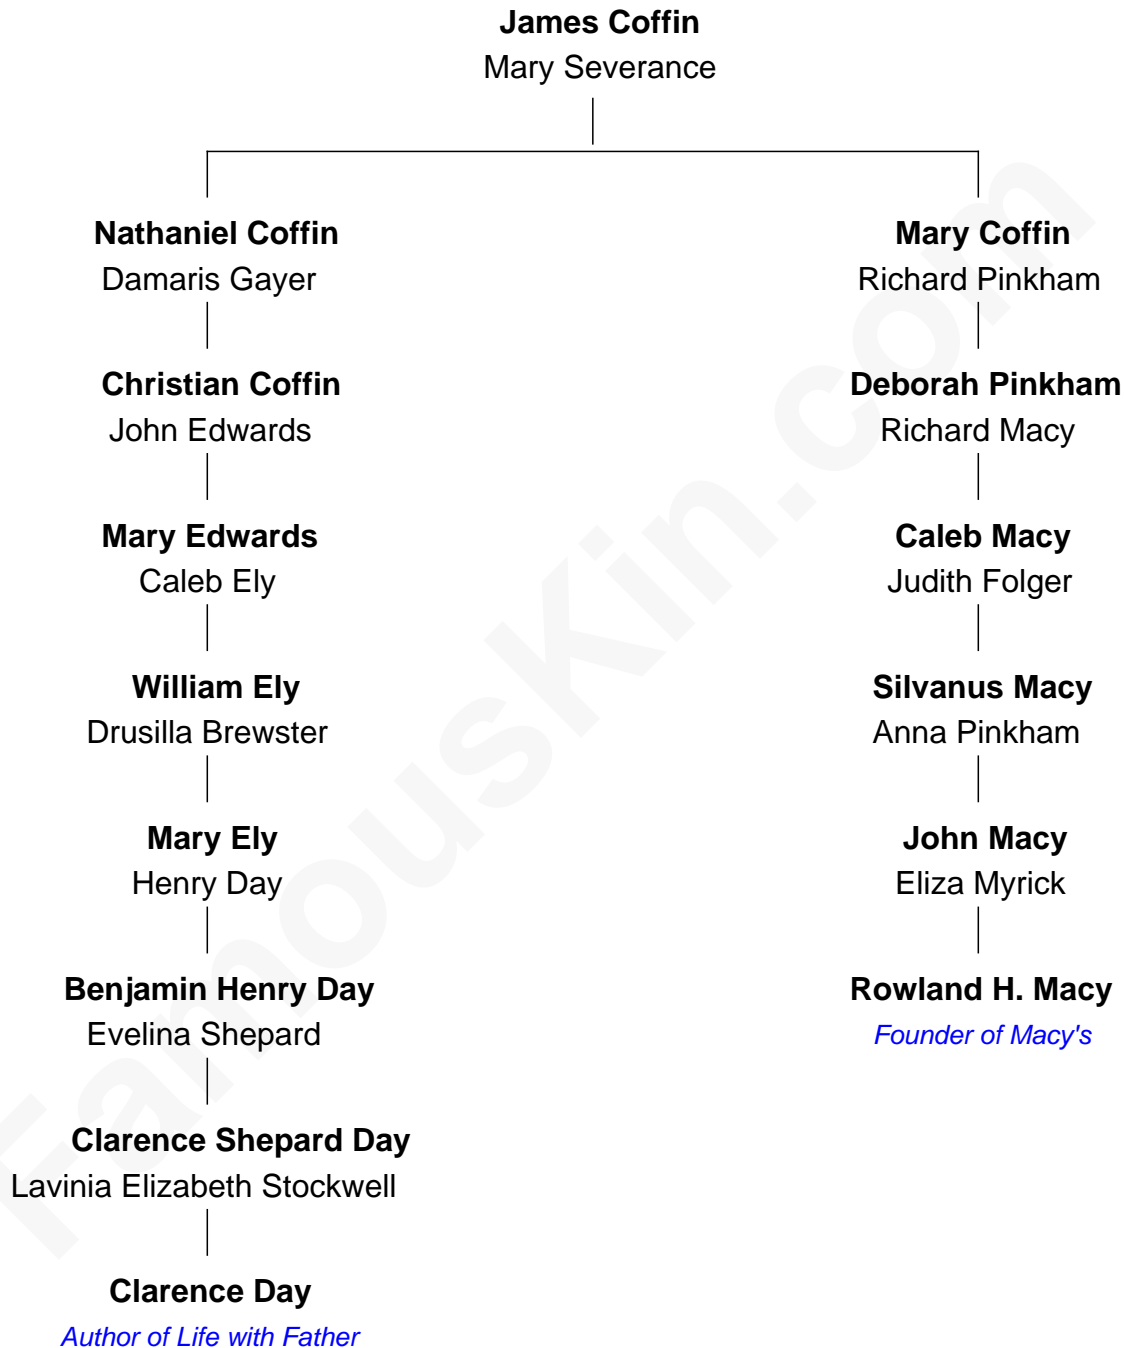 James Coffin
Mary Severance
Nathaniel Coffin
Damaris Gayer
Christian Coffin
John Edwards
Mary Edwards
Caleb Ely
William Ely
Drusilla Brewster
Mary Ely
Henry Day
Benjamin Henry Day
Evelina Shepard
Clarence Shepard Day
Lavinia Elizabeth Stockwell
Clarence Day
Author of Life with Father
Mary Coffin
Richard Pinkham
Deborah Pinkham
Richard Macy
Caleb Macy
Judith Folger
Silvanus Macy
Anna Pinkham
John Macy
Eliza Myrick
Rowland H. Macy
Founder of Macy's
FamousKin.com